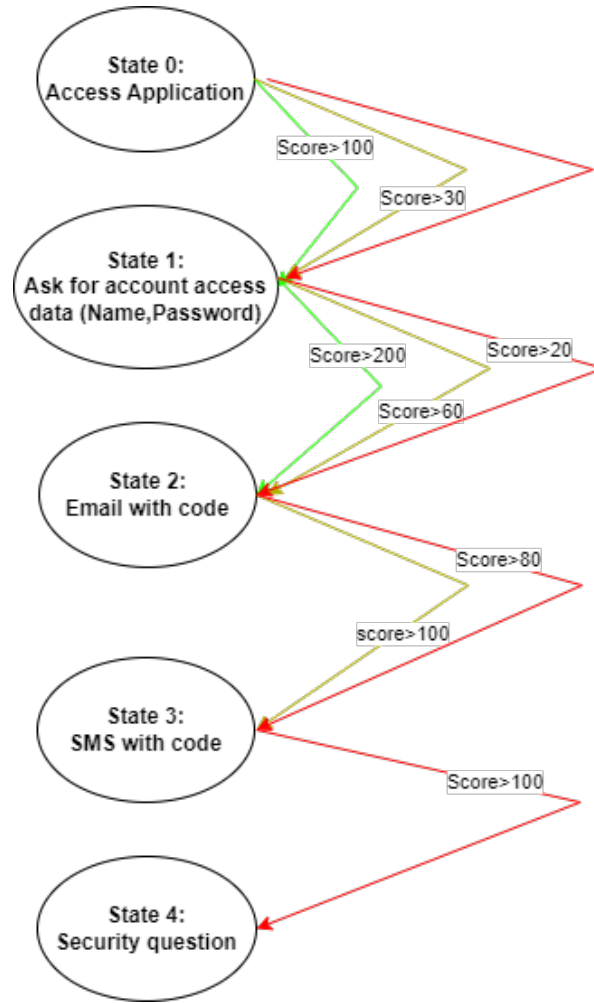 State 0:
Access Application
Score>100
Score>30
State 1:
Ask for account access
data (Name,Password)
Score>20
Score>200
Score>60
State 2:
Email with code
Score>80
score>100
State 3:
SMS with code
Score>100
State 4:
Security question